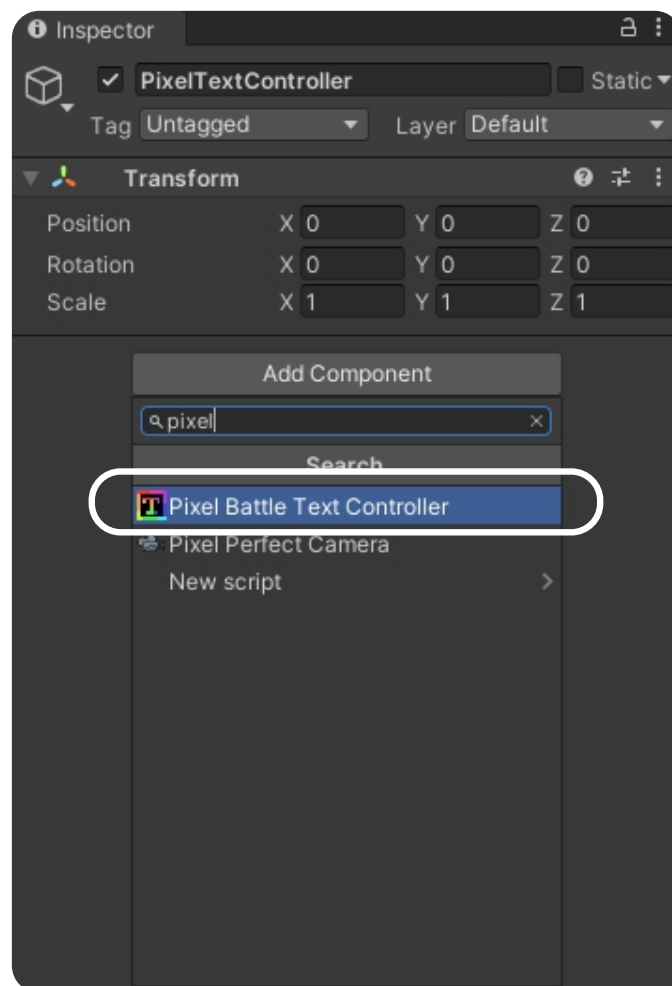 Inspector
PixelTextController Static
Tag Untagged Layer Default
Transform
Position X 0 Y 0 Z 0
Rotation X 0 Y 0 Z 0
Scale X 1 Y 1 Z 1
Add Component
pixel
Search
T Pixel Battle Text Controller
Pixel Perfect Camera
New script